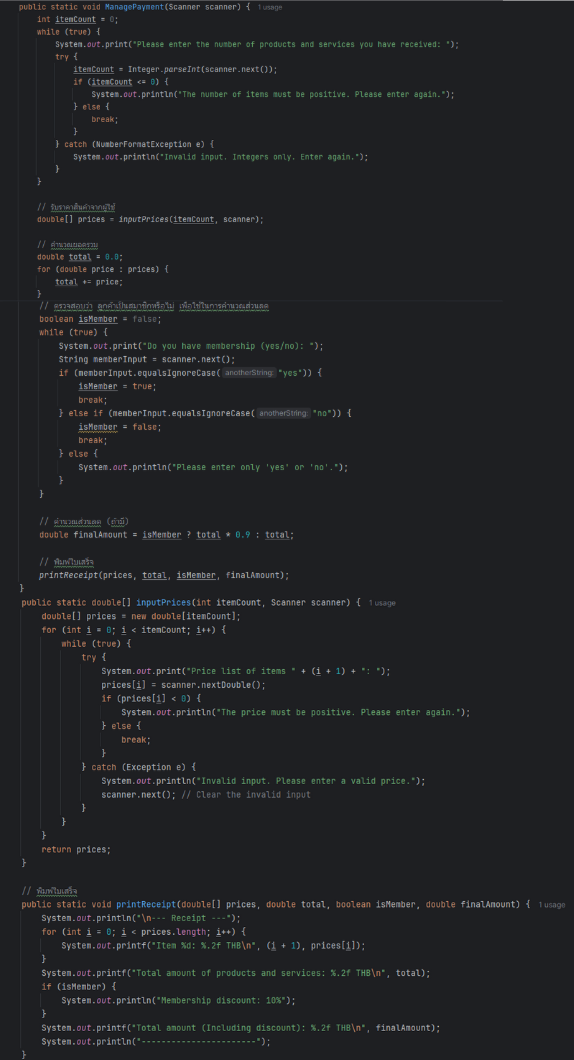 public static void ManagePayment(Scanner scanner) { 1 usage
int itemCount = 0;
while (true) {
System.out.print("Please enter the number of products and services you have received: ");
try {
itemCount = Integer.parseInt(scanner.next());
if (itemCount <= 0) {
System.out.println("The number of items must be positive. Please enter again.");
} else {
break;
}
} catch (NumberFormatException e) {
System.out.println("Invalid input. Integers only. Enter again.");
}
}
// รับราคาสินค้าจากผู้ใช้
double[] prices = inputPrices(itemCount, scanner);
// คำนวณยอดรวม
double total = 0.0;
for (double price : prices) {
total += price;
}
// ตรวจสอบว่า ลูกค้าเป็นสมาชิกหรือไม่ เพื่อใช้ในการคำนวณส่วนลด
boolean isMember = false;
while (true) {
System.out.print("Do you have membership (yes/no): ");
String memberInput = scanner.next();
if (memberInput.equalsIgnoreCase( anotherString: "yes")) {
isMember = true;
break;
} else if (memberInput.equalsIgnoreCase( anotherString: "no")) {
isMember = false;
break;
} else {
System.out.println("Please enter only 'yes' or 'no'.");
}
}
// คำนวณส่วนลด (ถ้ามี)
double finalAmount = isMember ? total * 0.9 : total;
// พิมพ์ใบเสร็จ
printReceipt(prices, total, isMember, finalAmount);
}
public static double[] inputPrices(int itemCount, Scanner scanner) { 1 usage
double[] prices = new double[itemCount];
for (int i = 0; i < itemCount; i++) {
while (true) {
try {
System.out.print("Price list of items " + (i + 1) + ": ");
prices[i] = scanner.nextDouble();
if (prices[i] < 0) {
System.out.println("The price must be positive. Please enter again.");
} else {
break;
}
} catch (Exception e) {
System.out.println("Invalid input. Please enter a valid price.");
scanner.next(); // Clear the invalid input
}
}
}
return prices;
}
// พิมพ์ใบเสร็จ
public static void printReceipt(double[] prices, double total, boolean isMember, double finalAmount) { 1 usage
System.out.println("\n--- Receipt ---");
for (int i = 0; i < prices.length; i++) {
System.out.printf("Item %d: %.2f THB\n", (i + 1), prices[i]);
}
System.out.printf("Total amount of products and services: %.2f THB\n", total);
if (isMember) {
System.out.println("Membership discount: 10%");
}
System.out.printf("Total amount (Including discount): %.2f THB\n", finalAmount);
System.out.println("-----------------------");
}